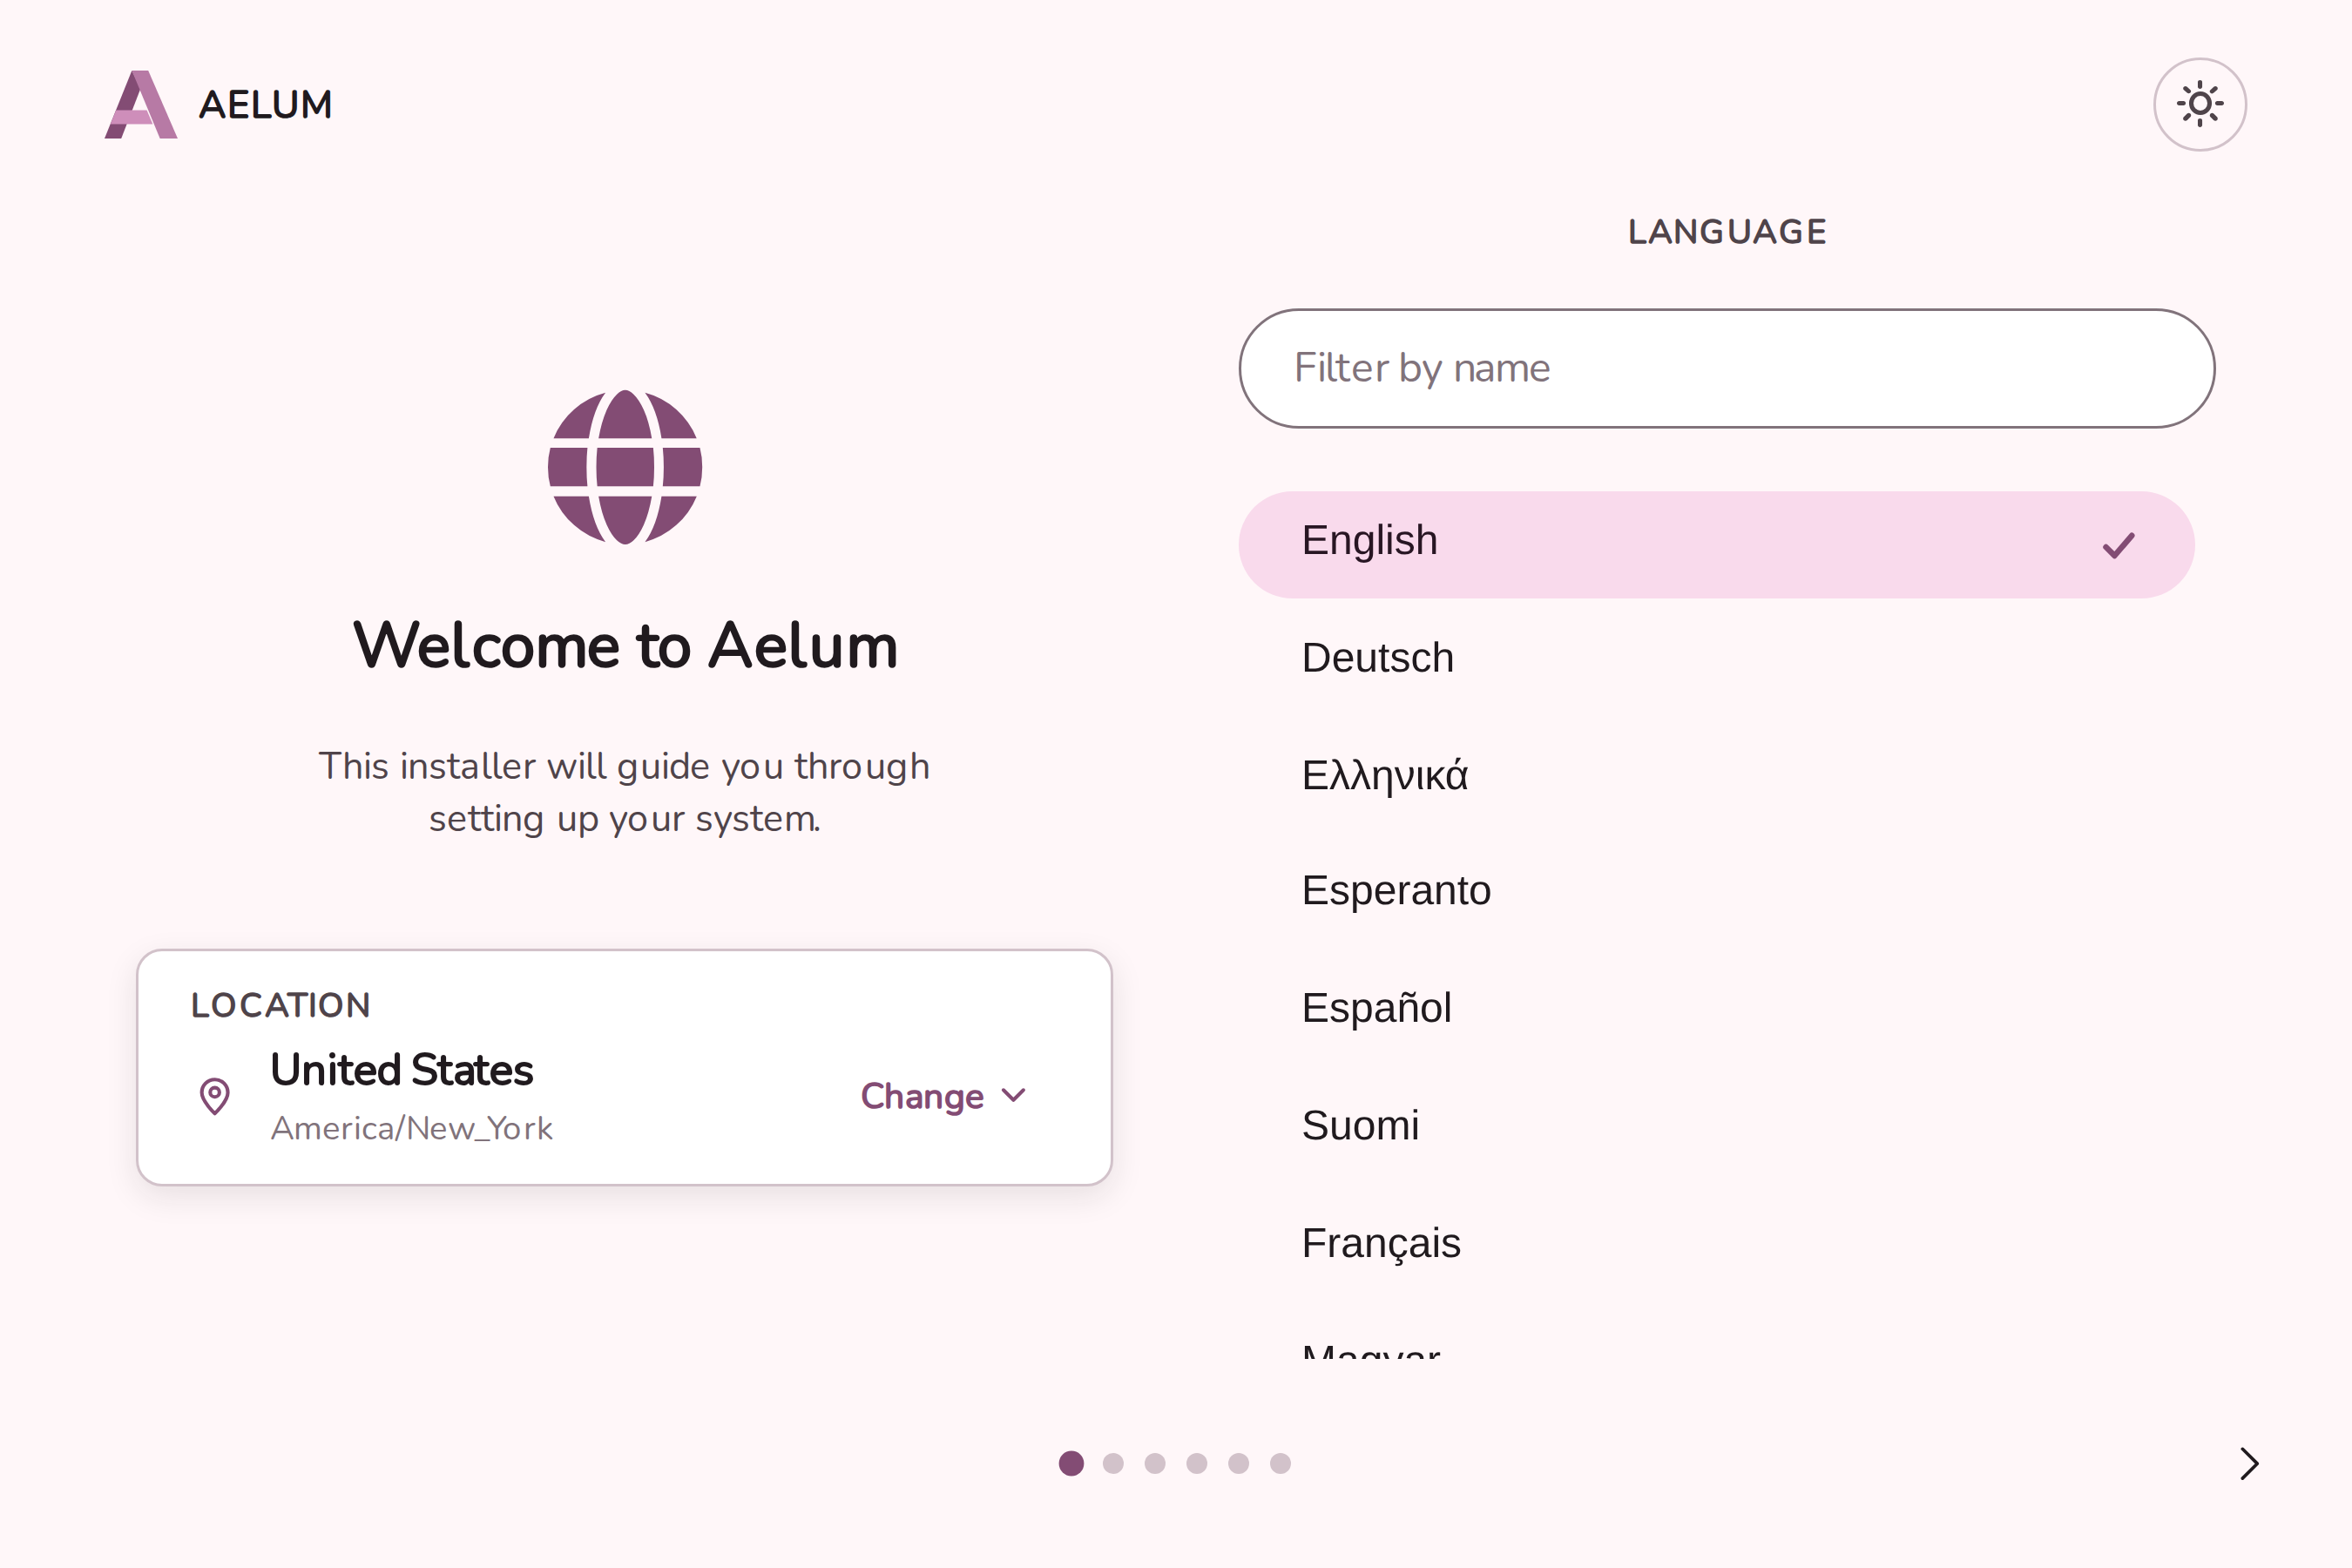 AELUM
Welcome to Aelum
This installer will guide you through
setting up your system.
LOCATION
United States
America/New_York
Change
LANGUAGE
Filter by name
English
Deutsch
Ελληνικά
Esperanto
Español
Suomi
Français
Magyar